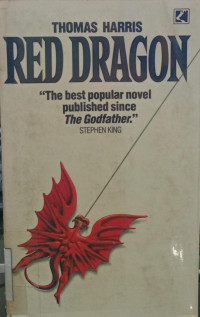 THOMAS HARRIS
RED DRAGON
"The best popular novel
published since
The Godfather."
STEPHEN KING